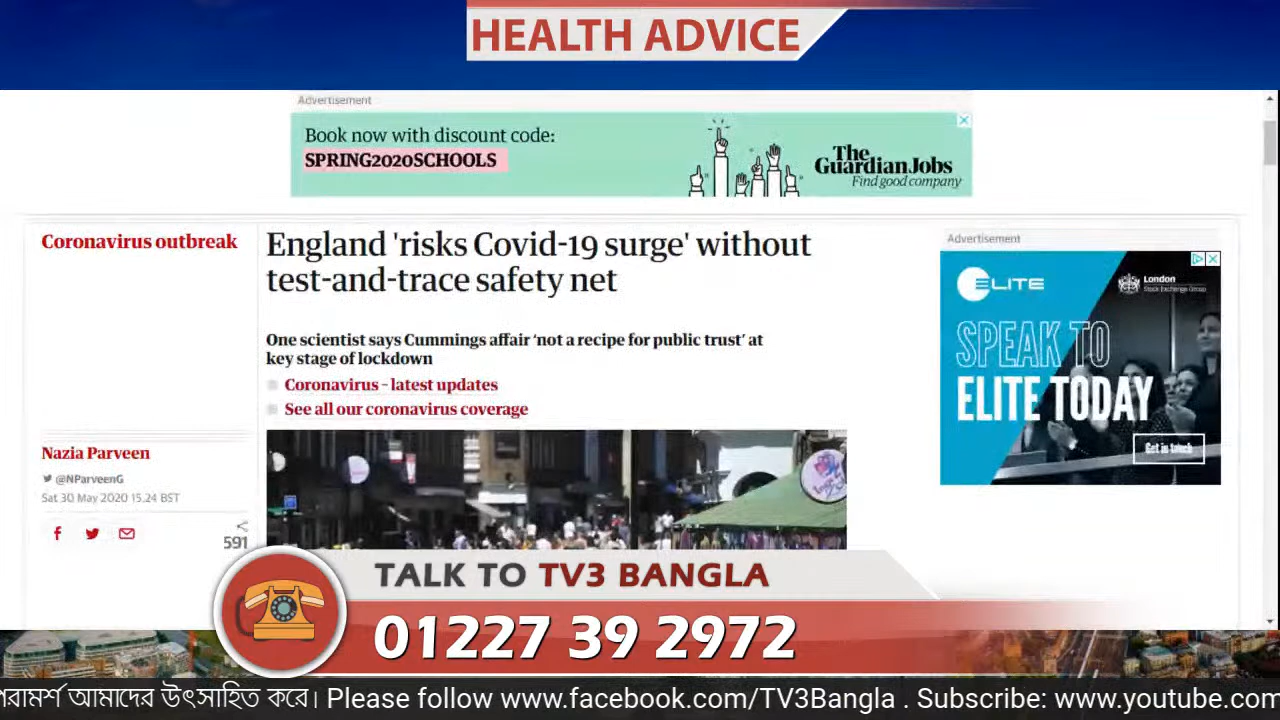 HEALTH ADVICE
Advertisement
Book now with discount code:
SPRING2020SCHOOLS
The
Guardian Jobs
Find good company
Coronavirus outbreak
England 'risks Covid-19 surge' without
test-and-trace safety net
One scientist says Cummings affair ‘not a recipe for public trust’ at
key stage of lockdown
Coronavirus – latest updates
See all our coronavirus coverage
Nazia Parveen
@NParveenG
Sat 30 May 2020 15.24 BST
591
Advertisement
ELITE
London
Stock Exchange Group
SPEAK TO
ELITE TODAY
Get in touch
TALK TO TV3 BANGLA
01227 39 2972
পরামর্শ আমাদের উৎসাহিত করে। Please follow www.facebook.com/TV3Bangla . Subscribe: www.youtube.com